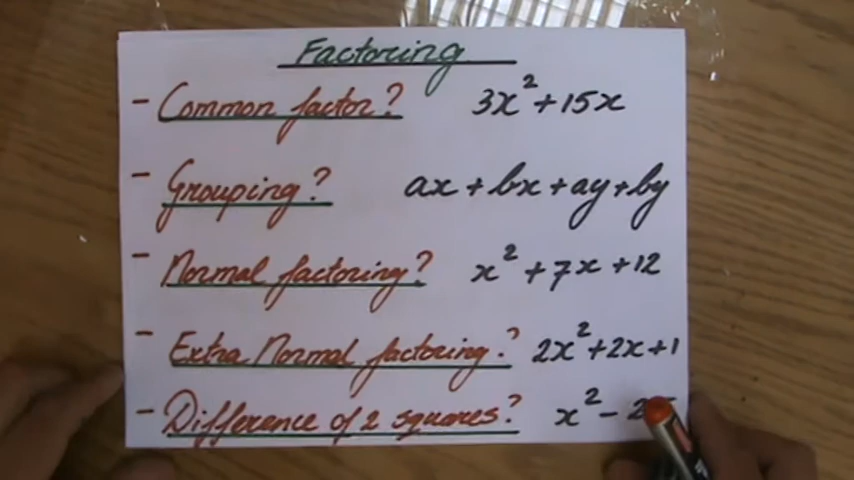 Factoring
- Common factor? 3x² + 15x
- Grouping? ax + bx + ay + by
- Normal factoring? x² + 7x + 12
- Extra Normal factoring? 2x² + 2x + 1
- Difference of 2 squares? x² -